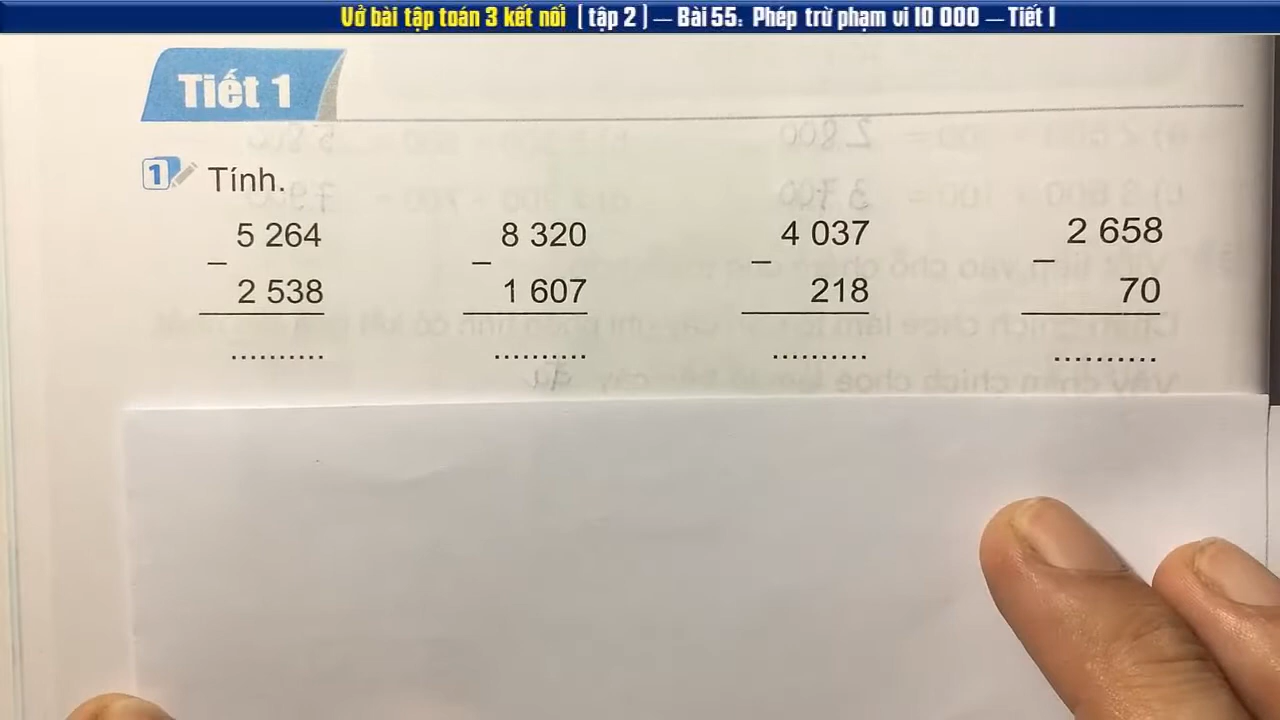 Vở bài tập toán 3 kết nối ( tập 2 ) – Bài 55: Phép trừ phạm vi 10 000 – Tiết 1
Tiết 1
1 Tính.
5 264 8 320 4 037 2 658
– – – –
2 538 1 607 218 70
.......... .......... .......... ...........